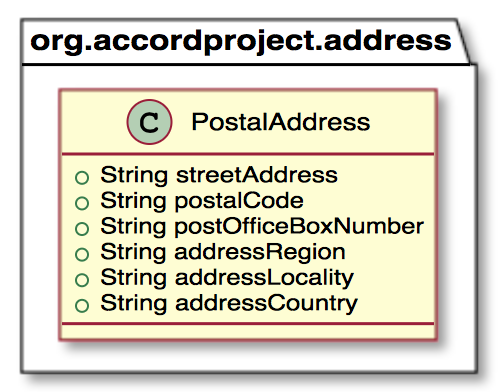 org.accordproject.address
C PostalAddress
String streetAddress
String postalCode
String postOfficeBoxNumber
String addressRegion
String addressLocality
String addressCountry